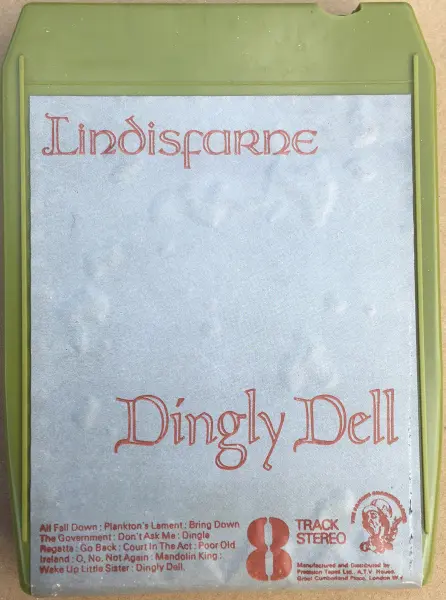 Lindisfarne
Dingly Dell
All Fall Down : Plankton's Lament : Bring Down
The Government : Don't Ask Me : Dingle
Regatta : Go Back : Court In The Act : Poor Old
Ireland : O, No, Not Again : Mandolin King :
Wake Up Little Sister : Dingly Dell.
8
TRACK
STEREO
Manufactured and Distributed by
Precision Tapes Ltd., A.T.V. House,
Great Cumberland Place, London W.1